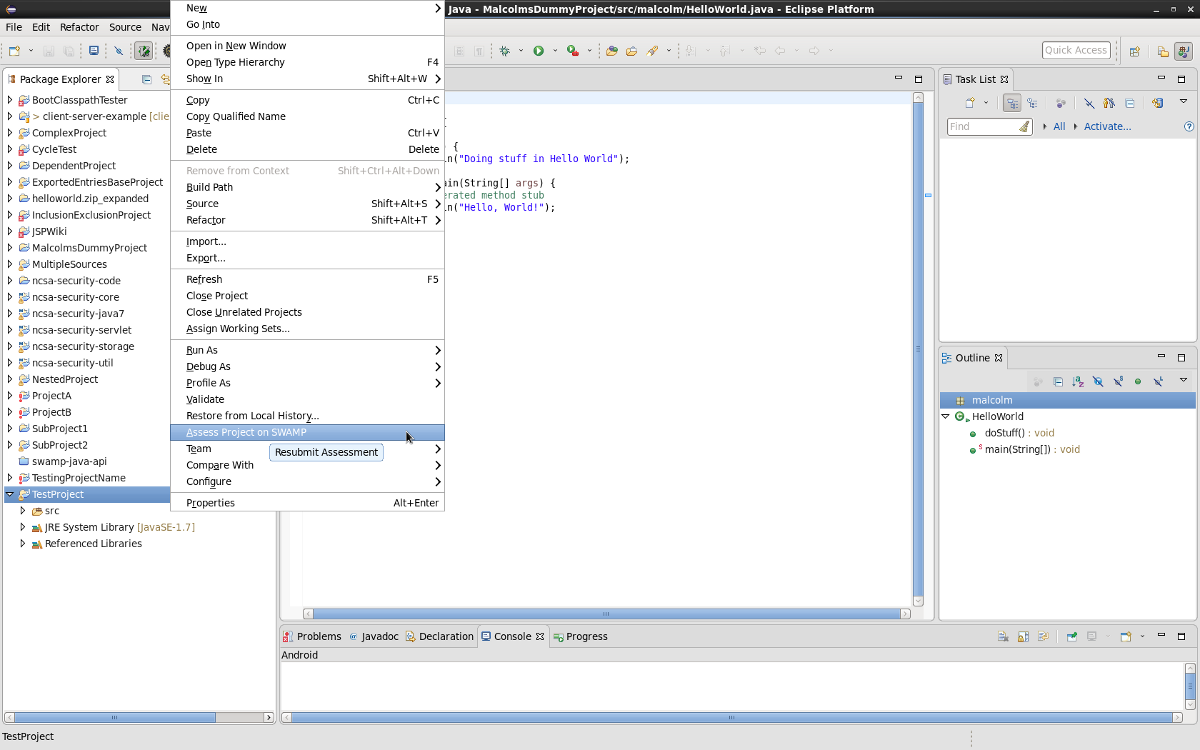 Java - MalcolmsDummyProject/src/malcolm/HelloWorld.java - Eclipse Platform
File Edit Refactor Source
Quick Access
Package Explorer
BootClasspathTester
> client-server-example [clie
ComplexProject
CycleTest
DependentProject
ExportedEntriesBaseProject
helloworld.zip_expanded
InclusionExclusionProject
JSPWiki
MalcolmsDummyProject
MultipleSources
ncsa-security-code
ncsa-security-core
ncsa-security-java7
ncsa-security-servlet
ncsa-security-storage
ncsa-security-util
NestedProject
ProjectA
ProjectB
SubProject1
SubProject2
swamp-java-api
TestingProjectName
TestProject
src
JRE System Library [JavaSE-1.7]
Referenced Libraries
New
Go Into
Open in New Window
Open Type Hierarchy F4
Show In Shift+Alt+W
Copy Ctrl+C
Copy Qualified Name
Paste Ctrl+V
Delete Delete
Remove from Context Shift+Ctrl+Alt+Down
Build Path
Source Shift+Alt+S
Refactor Shift+Alt+T
Import...
Export...
Refresh F5
Close Project
Close Unrelated Projects
Assign Working Sets...
Run As
Debug As
Profile As
Validate
Restore from Local History...
Assess Project on SWAMP
Team
Resubmit Assessment
Compare With
Configure
Properties Alt+Enter
{
n("Doing stuff in Hello World");
ain(String[] args) {
erated method stub
n("Hello, World!");
Task List
Find
All
Activate...
Outline
malcolm
HelloWorld
doStuff() : void
main(String[]) : void
Problems
Javadoc
Declaration
Console
Progress
Android
TestProject